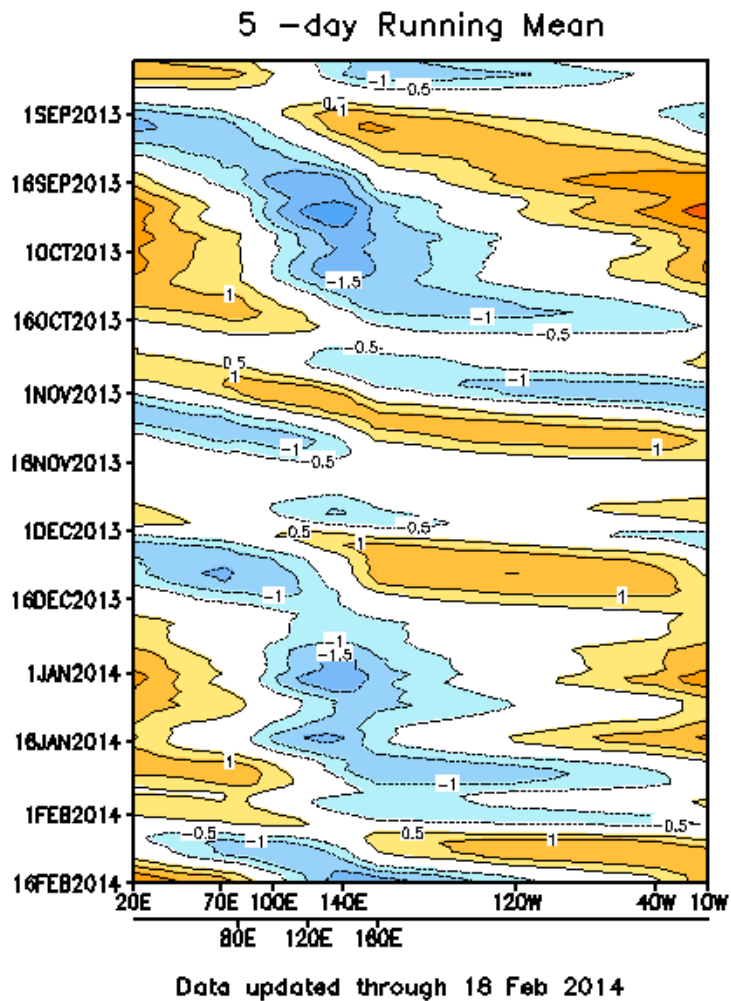 5 -day Running Mean
-1
-0.5
0.5
1
1SEP2013
16SEP2013
1OCT2013
-1.5
1
-1
16OCT2013
-0.5
-0.5
0.5
1
-1
1NOV2013
-1
1
-0.5
16NOV2013
-0.5
1DEC2013
0.5
1
-1
1
16DEC2013
-1
-1.5
1JAN2014
16JAN2014
1
-1
1FEB2014
-0.5
0.5
0.5
-1
1
16FEB2014
20E 70E 100E 140E 120W 40W 10W
80E 120E 160E
Data updated through 16 Feb 2014